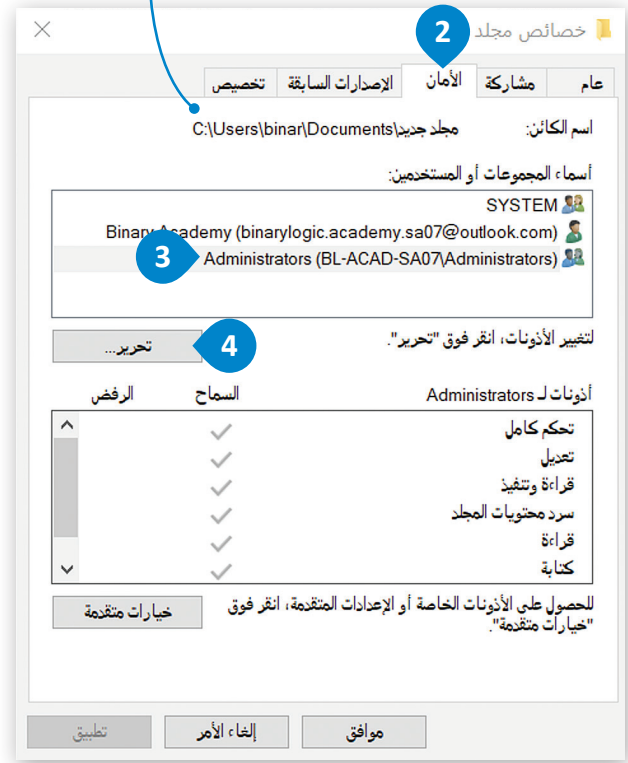 خصائص مجلد
2
عام مشاركة الأمان الإصدارات السابقة تخصيص
اسم الكائن: C:\Users\binar\Documents\مجلد جديد
أسماء المجموعات أو المستخدمين:
SYSTEM
Binary Academy (binarylogic.academy.sa07@outlook.com)
Administrators (BL-ACAD-SA07\Administrators)
3
لتغيير الأذونات، انقر فوق "تحرير".
تحرير...
4
أذونات لـ Administrators السماح الرفض
تحكم كامل
تعديل
قراءة وتنفيذ
سرد محتويات المجلد
قراءة
كتابة
للحصول على الأذونات الخاصة أو الإعدادات المتقدمة، انقر فوق
"خيارات متقدمة".
خيارات متقدمة
موافق إلغاء الأمر تطبيق